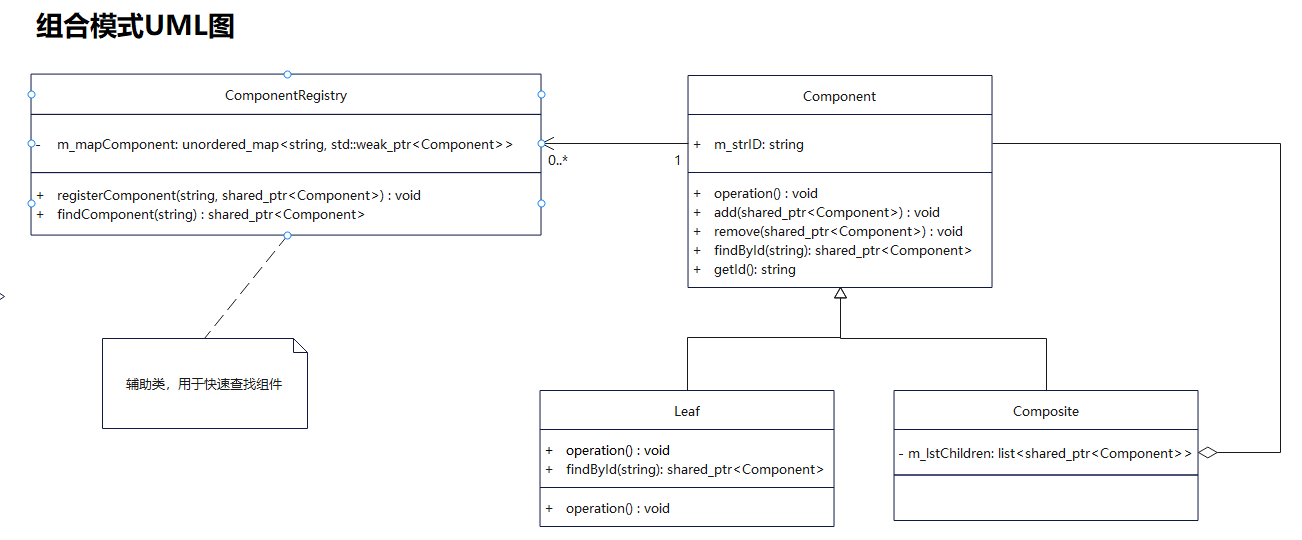 组合模式UML图
ComponentRegistry
- m_mapComponent: unordered_map<string, std::weak_ptr<Component>>
+ registerComponent(string, shared_ptr<Component>) : void
+ findComponent(string) : shared_ptr<Component>
0..*
1
Component
+ m_strID: string
+ operation() : void
+ add(shared_ptr<Component>) : void
+ remove(shared_ptr<Component>) : void
+ findById(string): shared_ptr<Component>
+ getId(): string
辅助类，用于快速查找组件
Leaf
+ operation() : void
+ findById(string): shared_ptr<Component>
+ operation() : void
Composite
- m_lstChildren: list<shared_ptr<Component>>